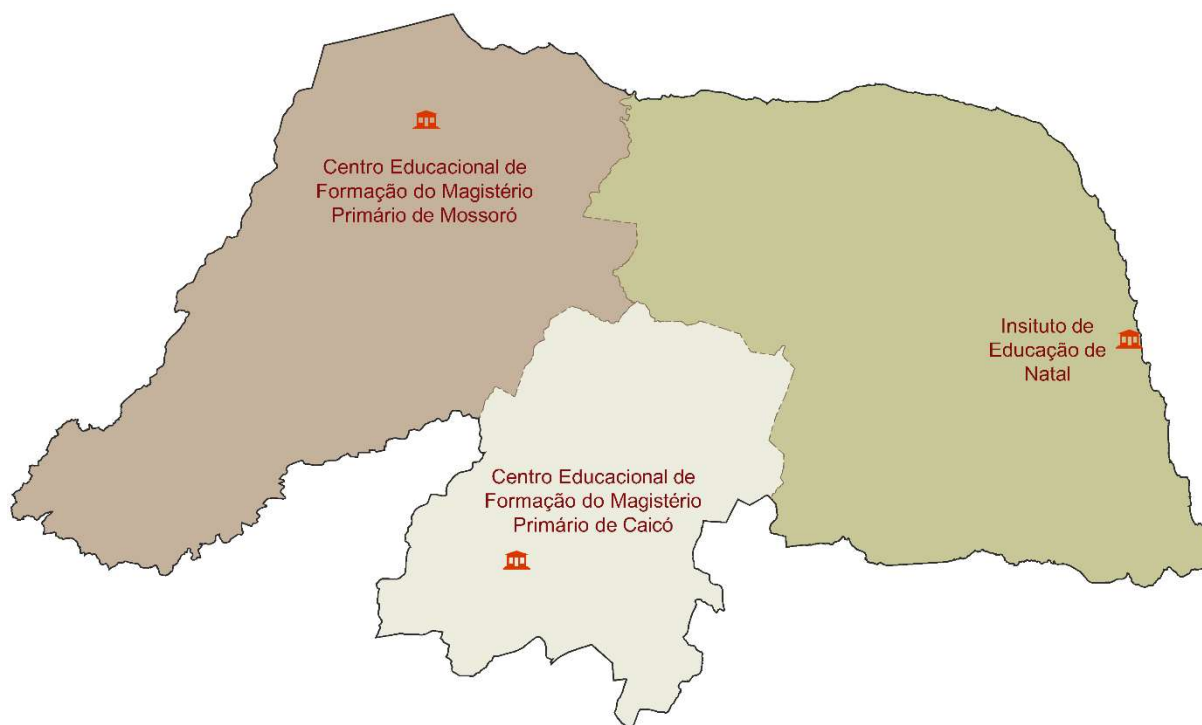 Centro Educacional de
Formação do Magistério
Primário de Mossoró
Insituto de
Educação de
Natal
Centro Educacional de
Formação do Magistério
Primário de Caicó